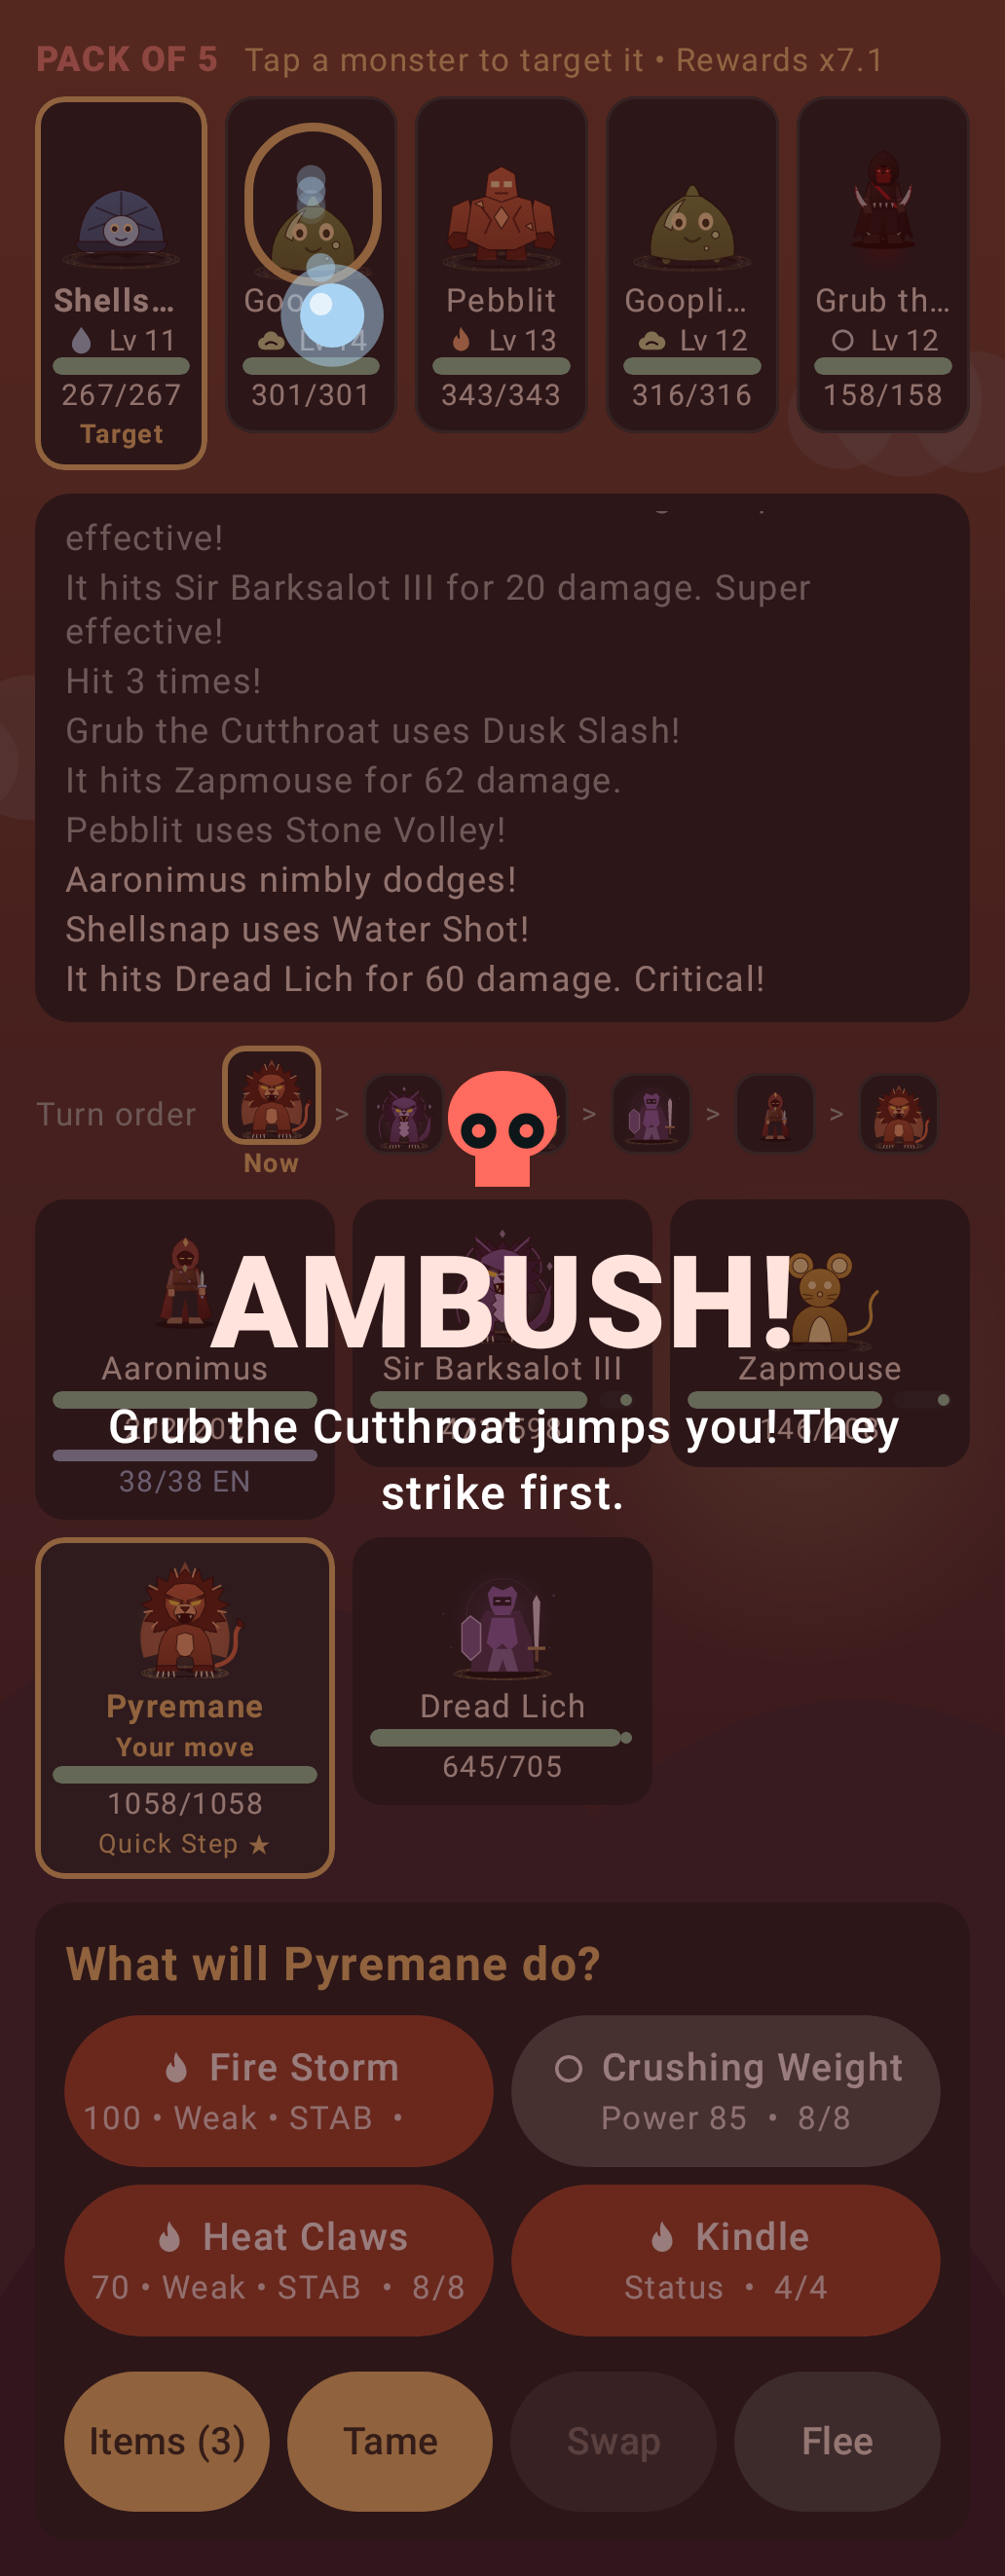 PACK OF 5 Tap a monster to target it • Rewards x7.1
Shells... Goo Pebblit Goopli... Grub th...
Lv 11 Lv 14 Lv 13 Lv 12 Lv 12
267/267 301/301 343/343 316/316 158/158
Target
effective!
It hits Sir Barksalot III for 20 damage. Super
effective!
Hit 3 times!
Grub the Cutthroat uses Dusk Slash!
It hits Zapmouse for 62 damage.
Pebblit uses Stone Volley!
Aaronimus nimbly dodges!
Shellsnap uses Water Shot!
It hits Dread Lich for 60 damage. Critical!
Turn order > > > > >
Now
AMBUSH!
Aaronimus Sir Barksalot III Zapmouse
Grub the Cutthroat jumps you! They
strike first.
38/38 EN
Pyremane Dread Lich
Your move
1058/1058 645/705
Quick Step ★
What will Pyremane do?
Fire Storm Crushing Weight
100 • Weak • STAB • Power 85 • 8/8
Heat Claws Kindle
70 • Weak • STAB • 8/8 Status • 4/4
Items (3) Tame Swap Flee